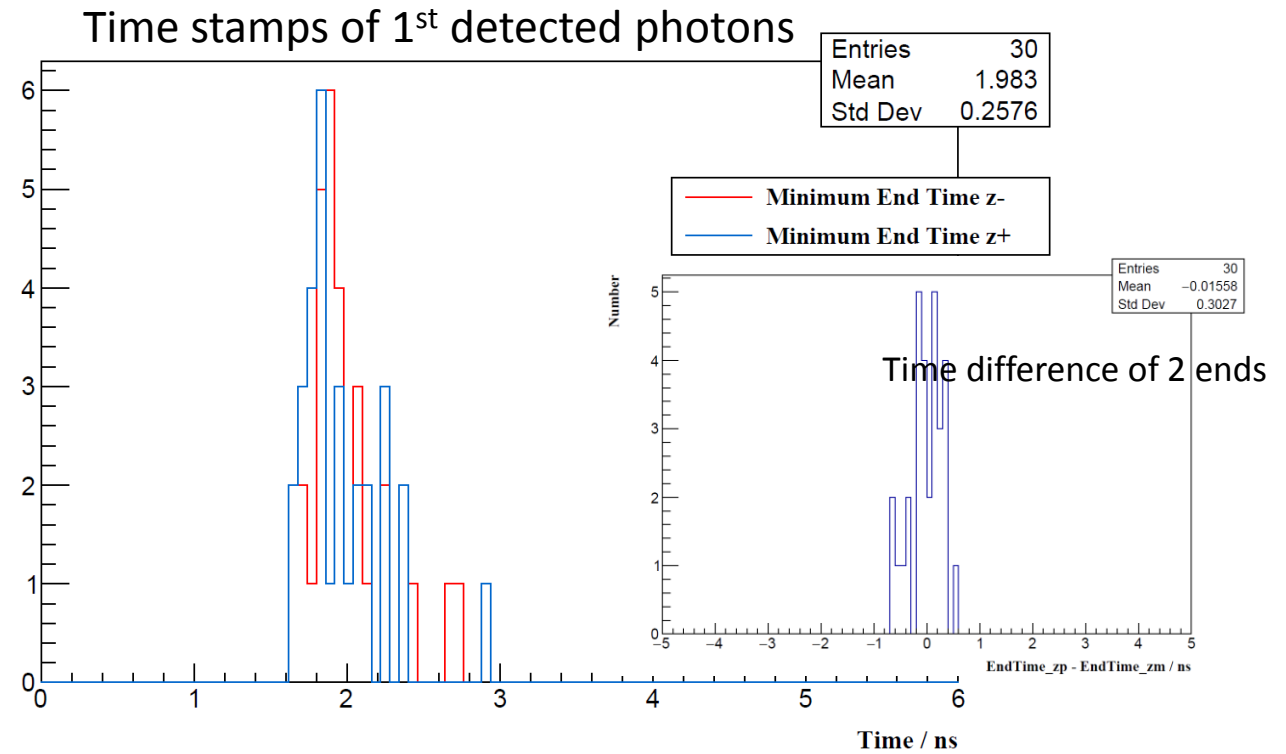 Time stamps of 1st detected photons
Entries 30
Mean 1.983
Std Dev 0.2576
Minimum End Time z-
Minimum End Time z+
6
5
4
3
2
1
0
0 1 2 3 4 5 6
Time / ns
Entries 30
Mean −0.01558
Std Dev 0.3027
Number
5
4
3
2
1
0
Time difference of 2 ends
−5 −4 −3 −2 −1 0 1 2 3 4 5
EndTime_zp - EndTime_zm / ns